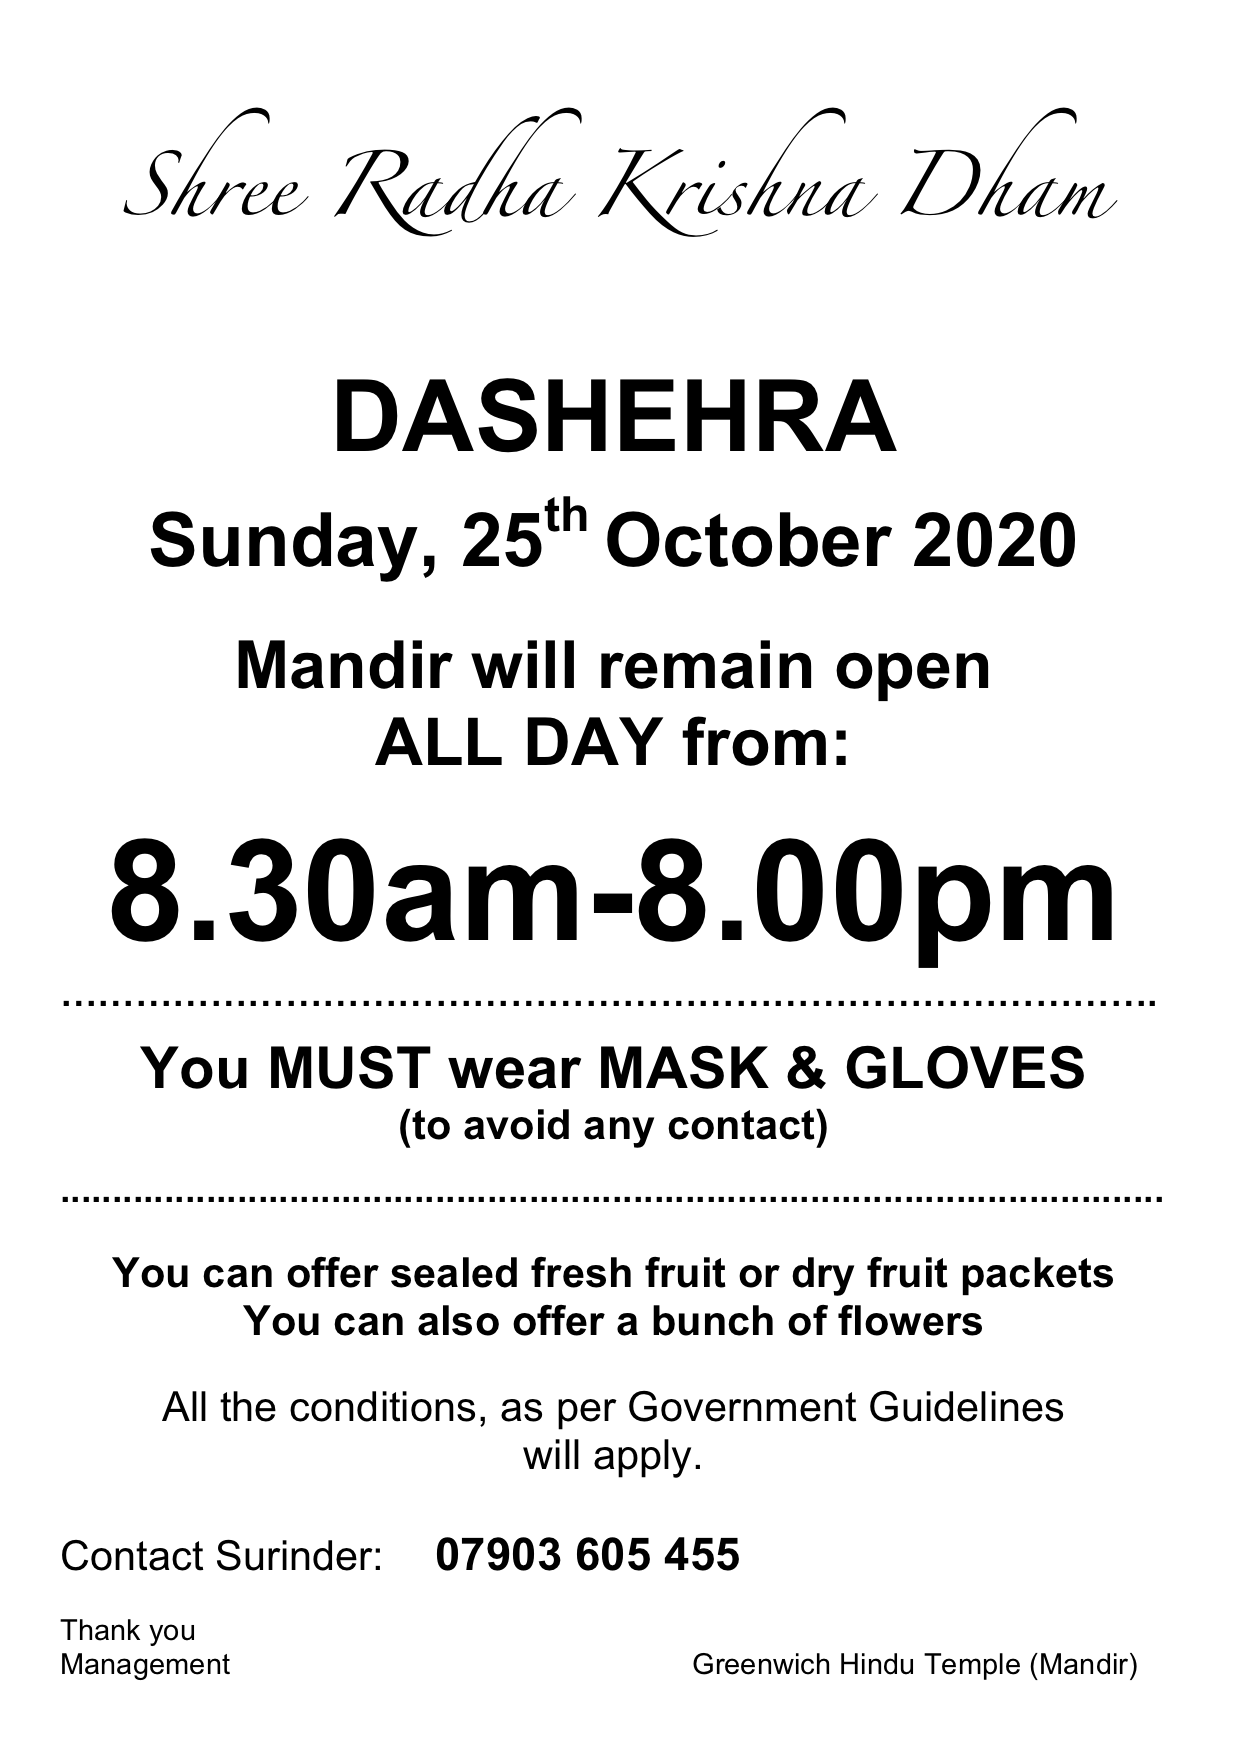 Shree Radha Krishna Dham
DASHEHRA
Sunday, 25th October 2020
Mandir will remain open
ALL DAY from:
8.30am-8.00pm
You MUST wear MASK & GLOVES
(to avoid any contact)
You can offer sealed fresh fruit or dry fruit packets
You can also offer a bunch of flowers
All the conditions, as per Government Guidelines
will apply.
Contact Surinder: 07903 605 455
Thank you
Management Greenwich Hindu Temple (Mandir)